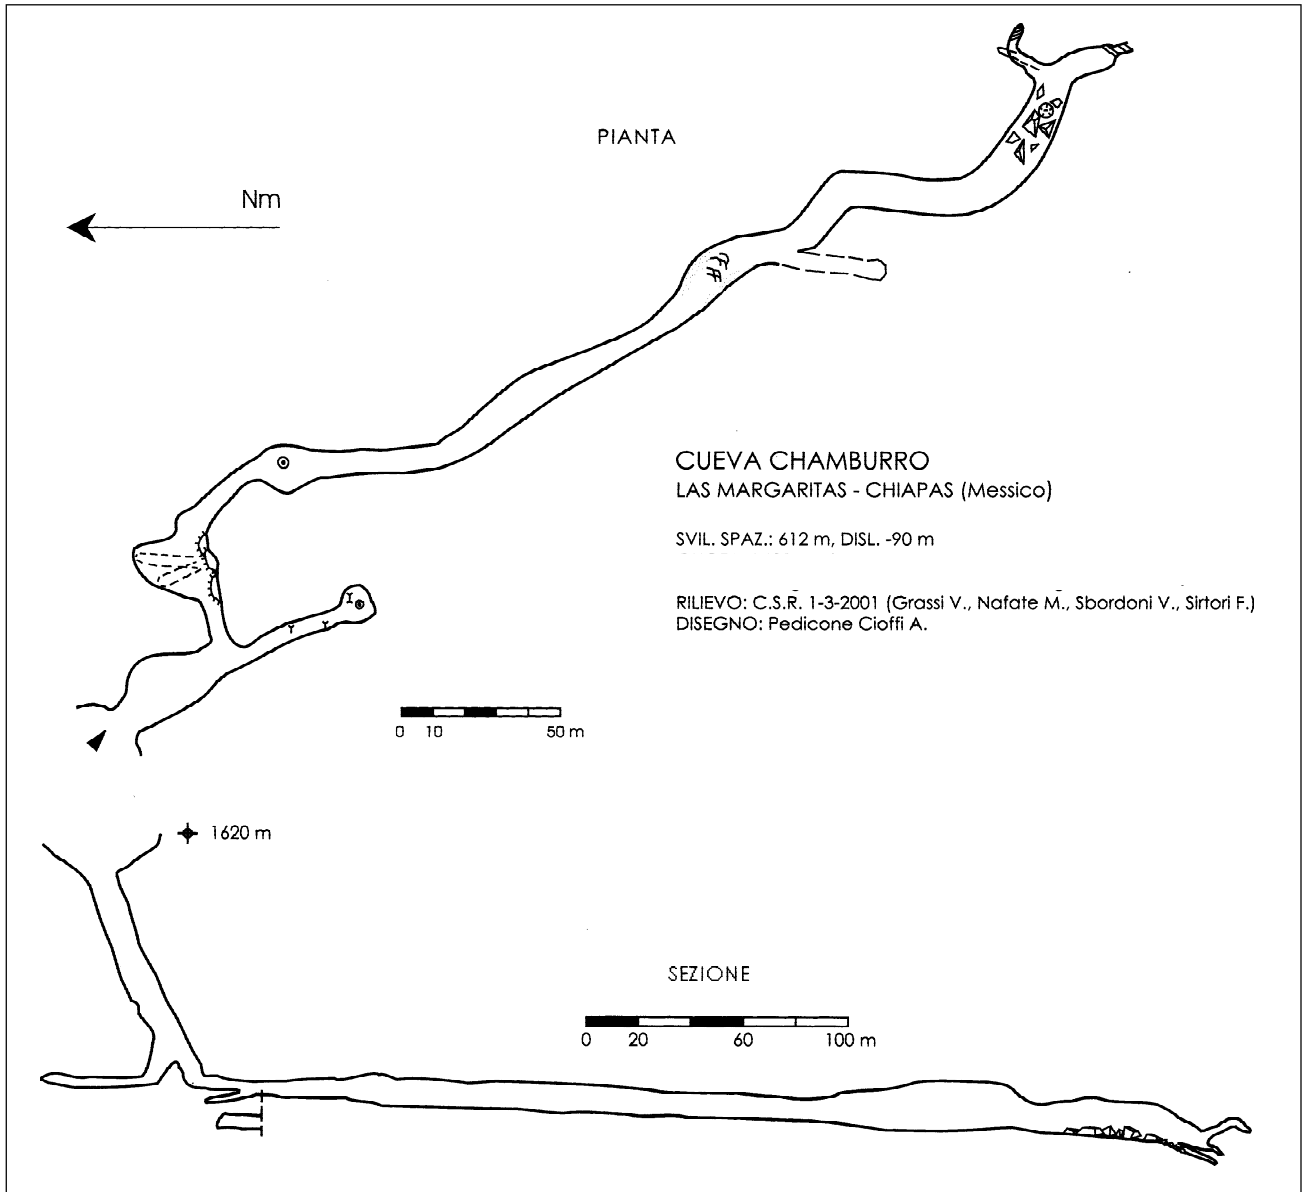 PIANTA
Nm
CUEVA CHAMBURRO
LAS MARGARITAS - CHIAPAS (Messico)
SVIL. SPAZ.: 612 m, DISL. -90 m
RILIEVO: C.S.R. 1-3-2001 (Grassi V., Nafate M., Sbordoni V., Sirtori F.)
DISEGNO: Pedicone Cioffi A.
0 10 50 m
1620 m
SEZIONE
0 20 60 100 m